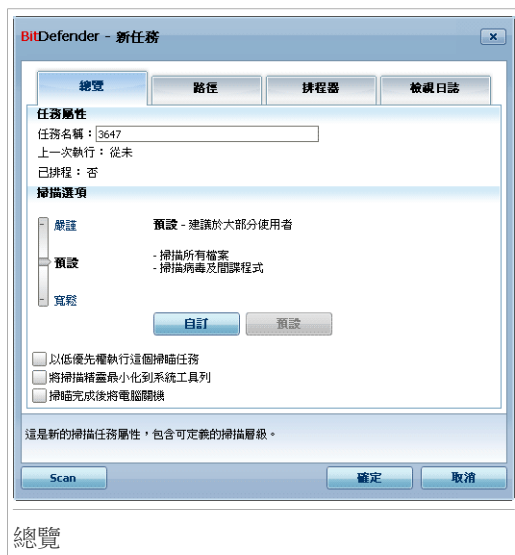 BitDefender - 新任務
總覽 路徑 排程器 檢視日誌
任務屬性
任務名稱：3647
上一次執行：從未
已排程：否
掃描選項
嚴謹
預設 - 建議於大部分使用者
預設
- 掃描所有檔案
- 掃描病毒及間諜程式
寬鬆
自訂 預設
以低優先權執行這個掃瞄任務
將掃描精靈最小化到系統工具列
掃瞄完成後將電腦關機
這是新的掃描任務屬性，包含可定義的掃描層級。
Scan 確定 取消
總覽